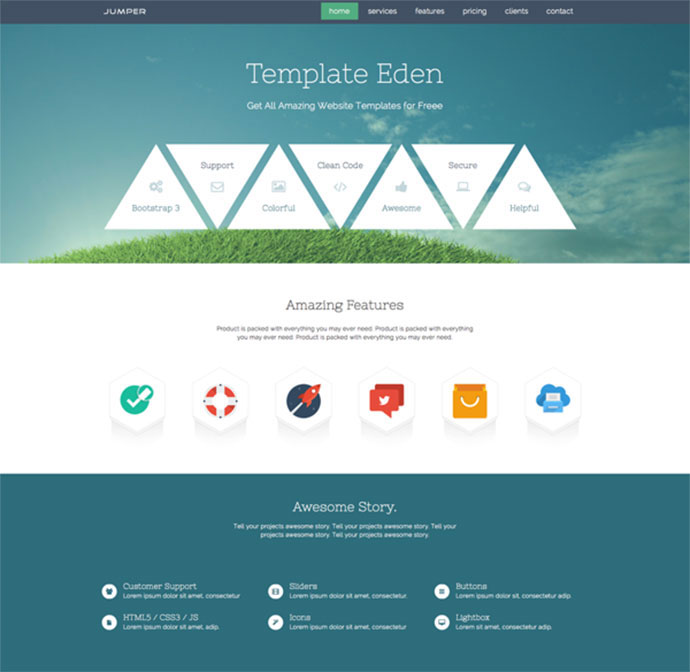 JUMPER
home services features pricing clients contact
Template Eden
Get All Amazing Website Templates for Freee
Support Clean Code Secure
Bootstrap 3 Colorful Awesome Helpful
Amazing Features
Product is packed with everything you may ever need. Product is packed with everything
you may ever need. Product is packed with everything you may ever need.
Awesome Story.
Tell your projects awesome story. Tell your projects awesome story. Tell your
projects awesome story. Tell your projects awesome story.
Customer Support
Lorem ipsum dolor sit amet, consectetur
Sliders
Lorem ipsum dolor sit amet.
Buttons
Lorem ipsum dolor sit amet, consectetur adip.
HTML5 / CSS3 / JS
Lorem ipsum dolor sit amet, adip.
Icons
Lorem ipsum dolor sit amet, consectetur
Lightbox
Lorem sit amet, consectetur adip.